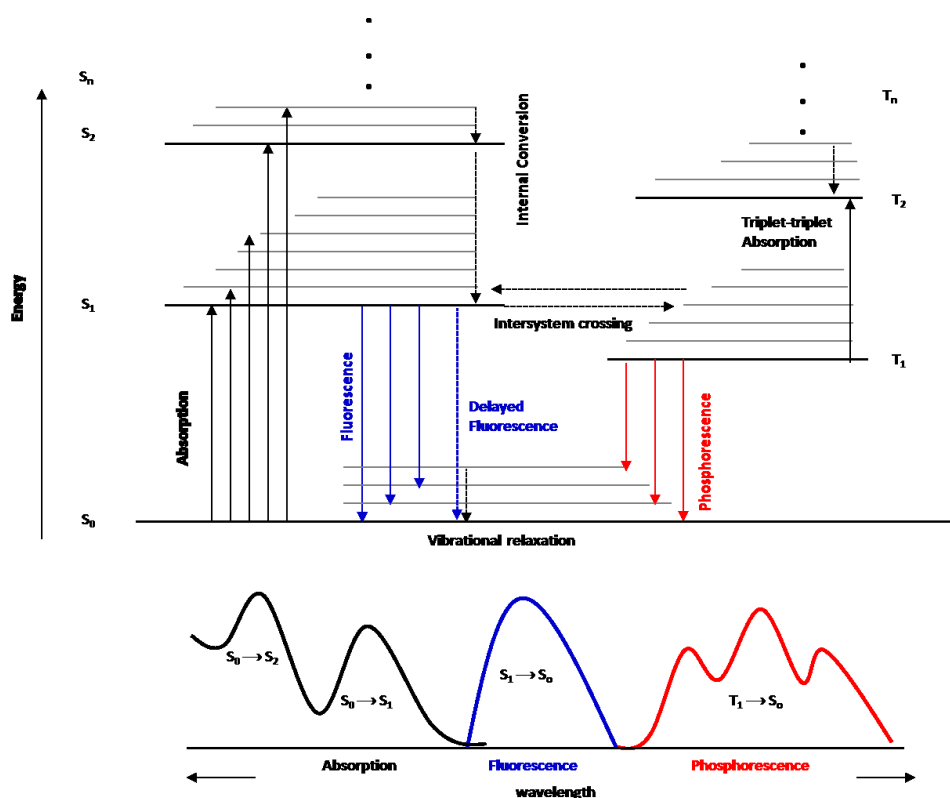 Sₙ
Tₙ
S₂
Internal Conversion
T₂
Triplet-triplet
Absorption
Energy
S₁
Intersystem crossing
T₁
Absorption
Fluorescence
Delayed
Fluorescence
Phosphorescence
S₀
Vibrational relaxation
S₀ → S₂
S₀ → S₁
S₁ → Sₒ
T₁ → Sₒ
Absorption
Fluorescence
Phosphorescence
wavelength